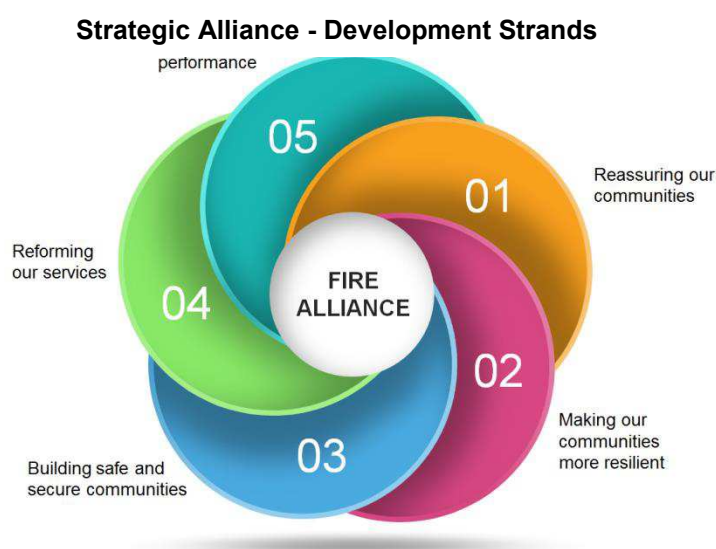 Strategic Alliance - Development Strands
performance
05
01
Reassuring our
communities
Reforming
our services
FIRE
ALLIANCE
04
02
Making our
communities
more resilient
03
Building safe and
secure communities